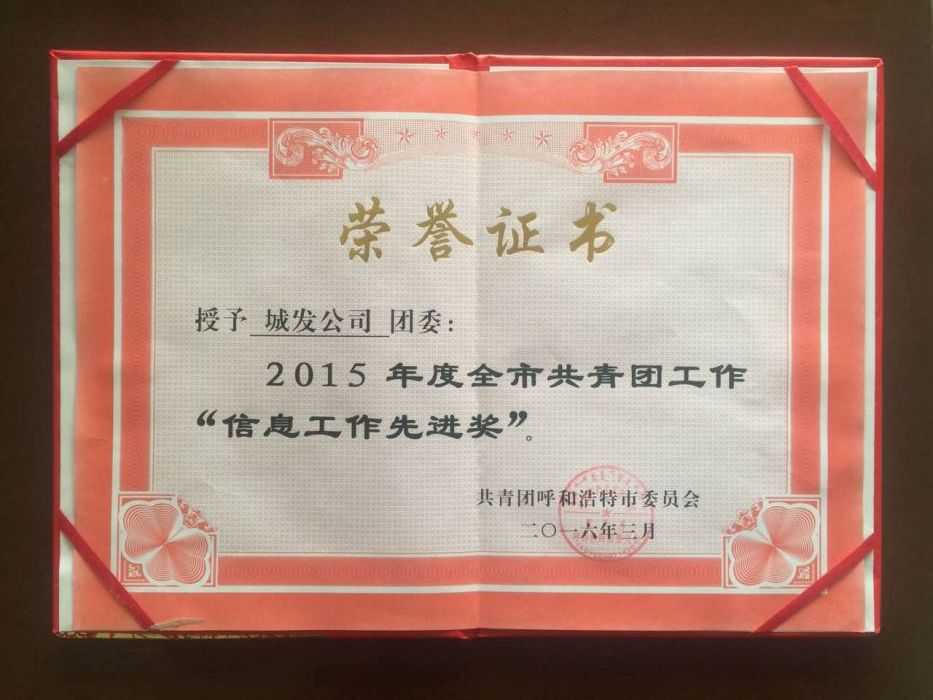 荣誉证书
授予 城发公司 团委：
2015 年度全市共青团工作
“信息工作先进奖”。
共青团呼和浩特市委员会
二〇一六年三月